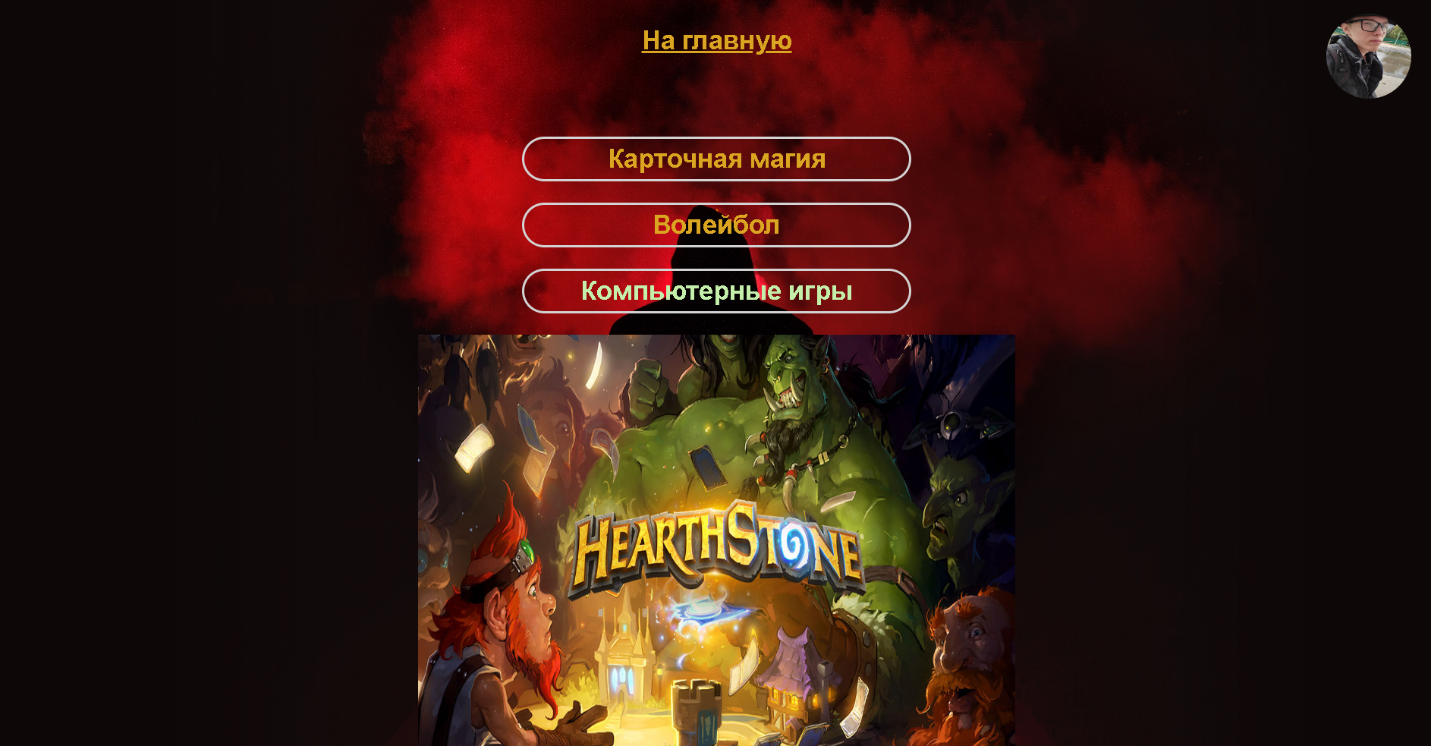 На главную
Карточная магия
Волейбол
Компьютерные игры
HEARTHSTONE